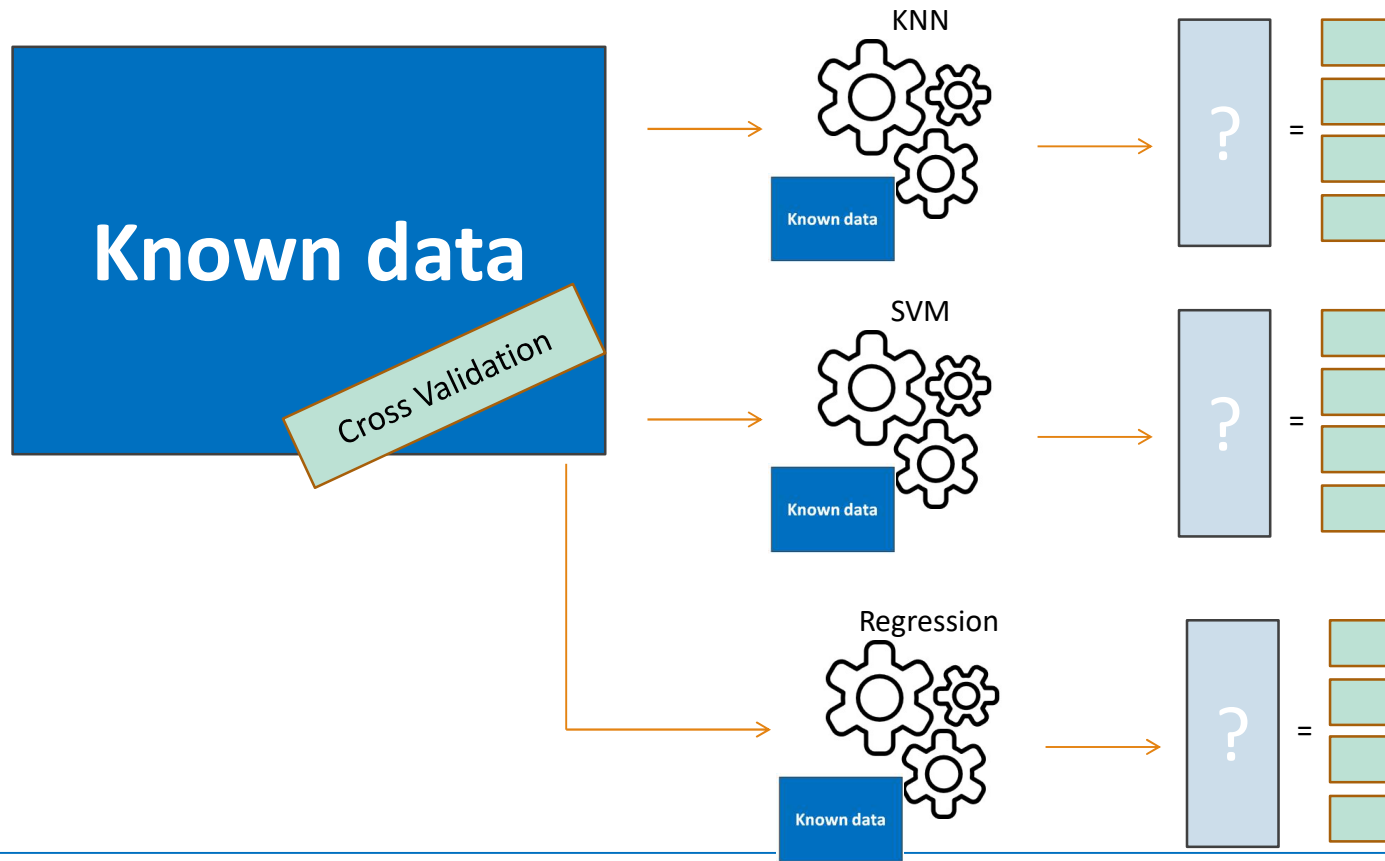 Known data
Cross Validation
KNN
Known data
?
=
SVM
Known data
?
=
Regression
Known data
?
=